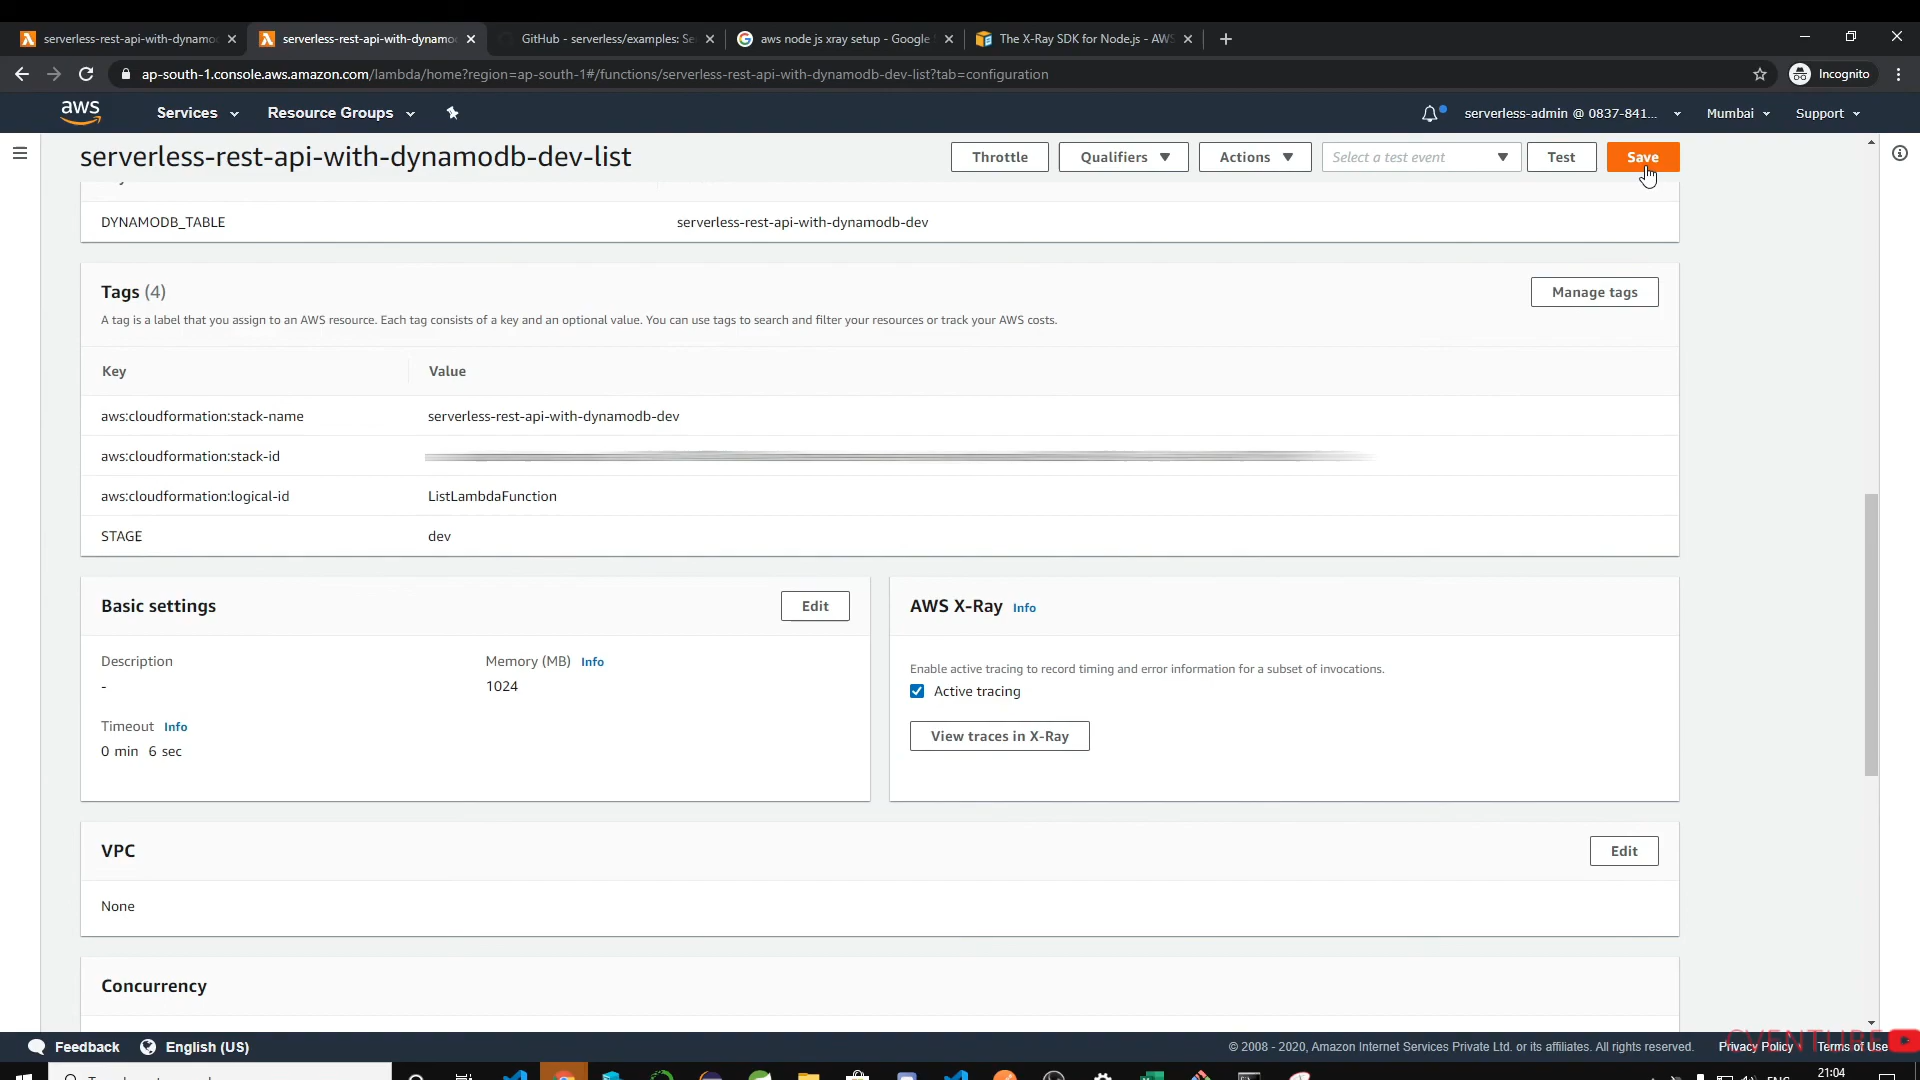 serverless-rest-api-with-dynamo
serverless-rest-api-with-dynamo
GitHub - serverless/examples: Se
aws node js xray setup - Google
The X-Ray SDK for Node.js - AWS
ap-south-1.console.aws.amazon.com/lambda/home?region=ap-south-1#/functions/serverless-rest-api-with-dynamodb-dev-list?tab=configuration
Incognito
aws
Services
Resource Groups
serverless-admin @ 0837-841...
Mumbai
Support
serverless-rest-api-with-dynamodb-dev-list
Throttle
Qualifiers
Actions
Select a test event
Test
Save
DYNAMODB_TABLE
serverless-rest-api-with-dynamodb-dev
Tags (4)
Manage tags
A tag is a label that you assign to an AWS resource. Each tag consists of a key and an optional value. You can use tags to search and filter your resources or track your AWS costs.
Key
Value
aws:cloudformation:stack-name
serverless-rest-api-with-dynamodb-dev
aws:cloudformation:stack-id
aws:cloudformation:logical-id
ListLambdaFunction
STAGE
dev
Basic settings
Edit
AWS X-Ray Info
Description
-
Memory (MB) Info
1024
Enable active tracing to record timing and error information for a subset of invocations.
Active tracing
View traces in X-Ray
Timeout Info
0 min 6 sec
VPC
Edit
None
Concurrency
Feedback
English (US)
© 2008 - 2020, Amazon Internet Services Private Ltd. or its affiliates. All rights reserved.
Privacy Policy
Terms of Use
CVENTURE
21:04